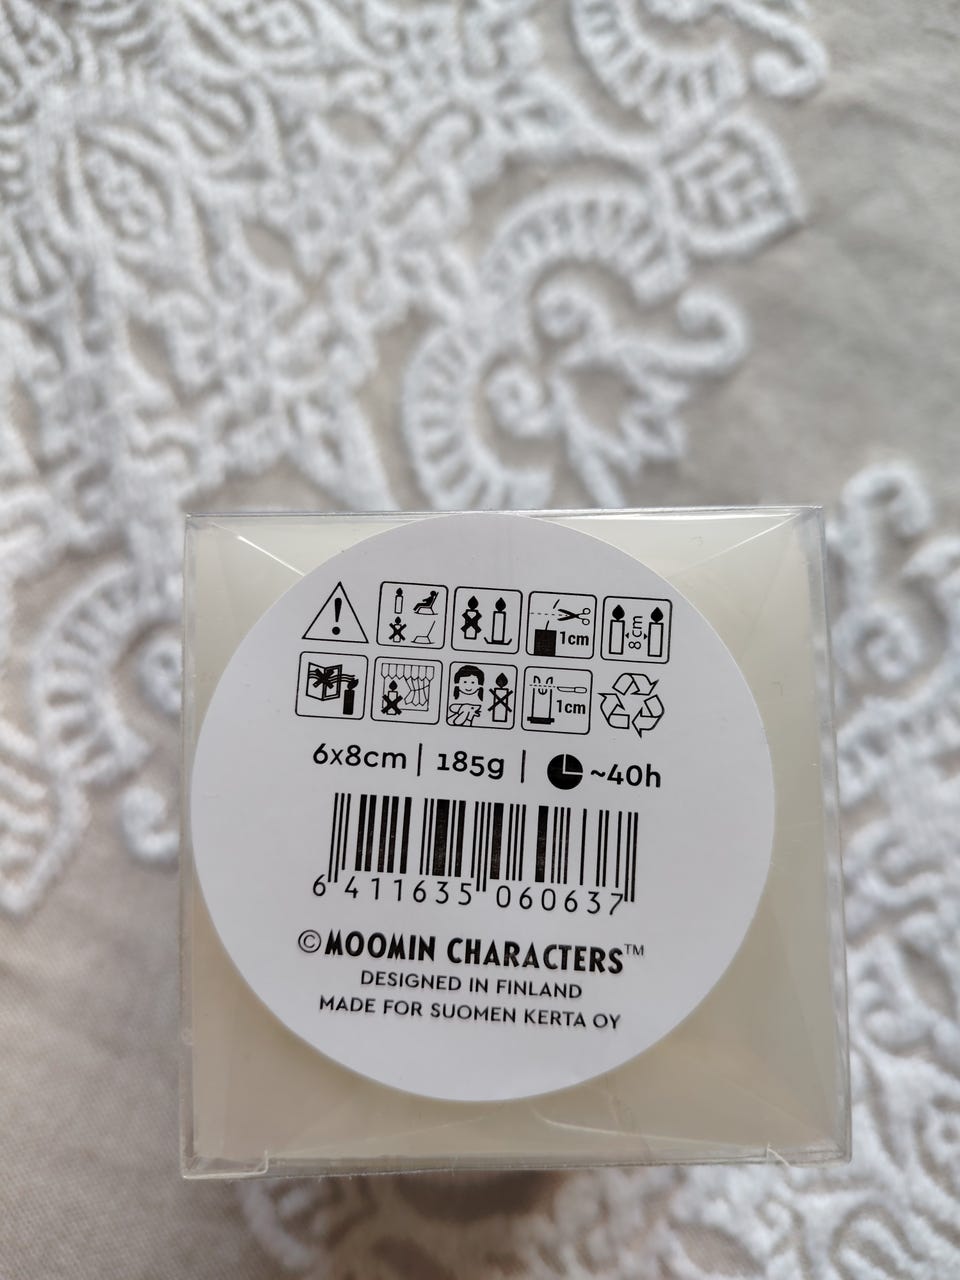 1cm
8cm
1cm
6x8cm | 185g | ~40h
6 411635 060637
©MOOMIN CHARACTERS™
DESIGNED IN FINLAND
MADE FOR SUOMEN KERTA OY